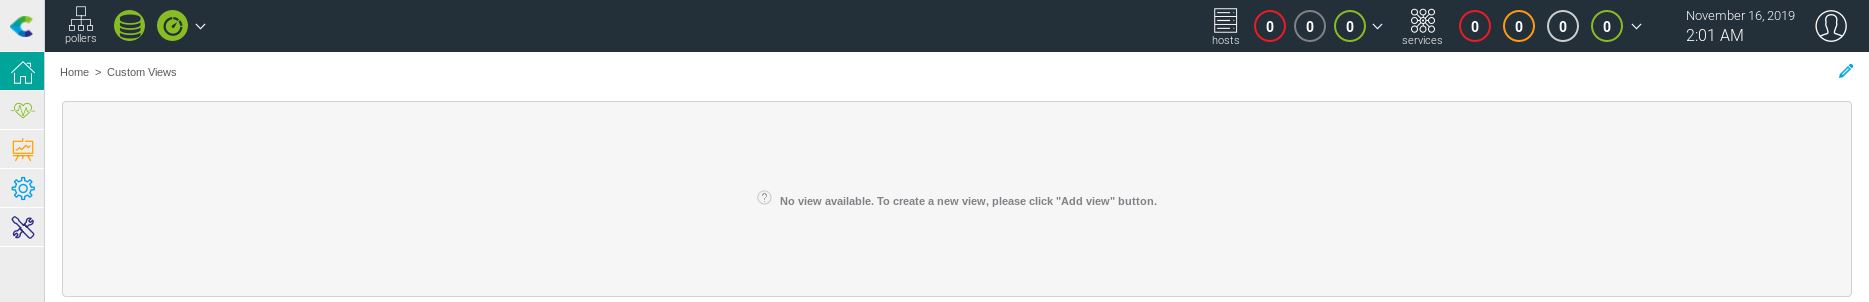 pollers
hosts
0
0
0
services
0
0
0
0
November 16, 2019
2:01 AM
Home > Custom Views
No view available. To create a new view, please click "Add view" button.